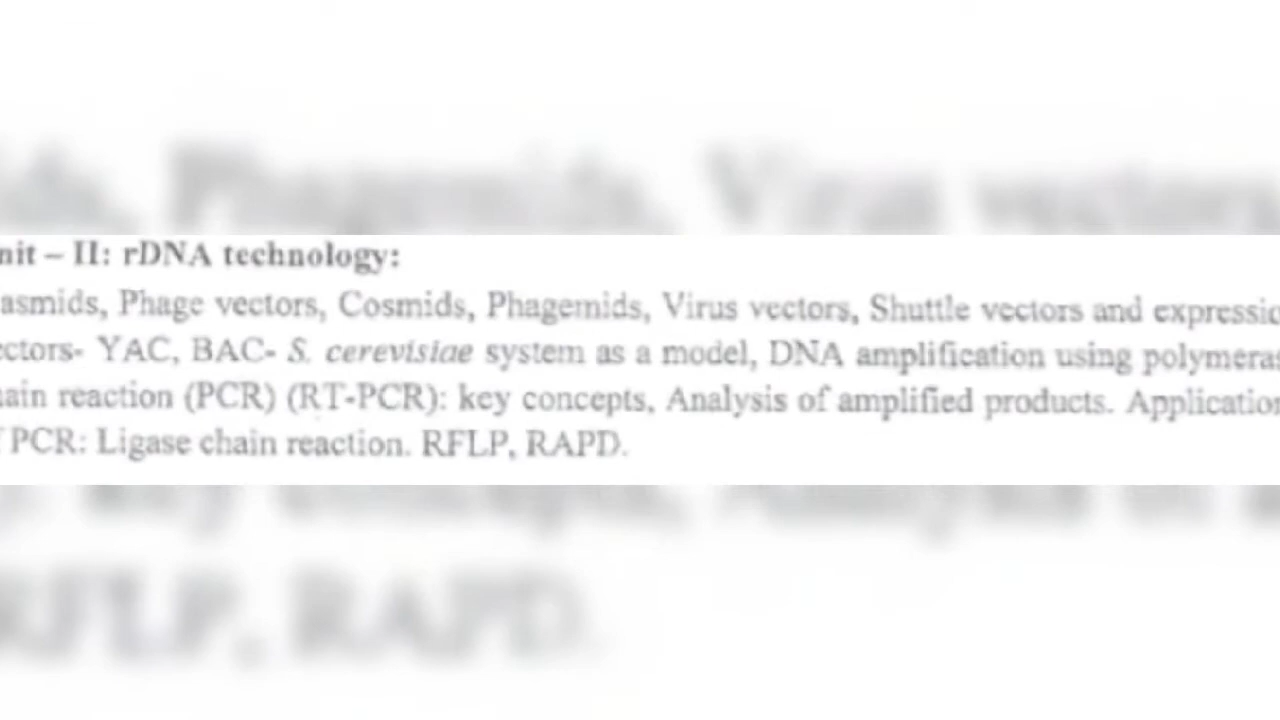 nit – II: rDNA technology:
asmids, Phage vectors, Cosmids, Phagemids, Virus vectors, Shuttle vectors and expressio
ectors- YAC, BAC- S. cerevisiae system as a model, DNA amplification using polymeras
ain reaction (PCR) (RT-PCR): key concepts, Analysis of amplified products. Application
f PCR: Ligase chain reaction. RFLP, RAPD.